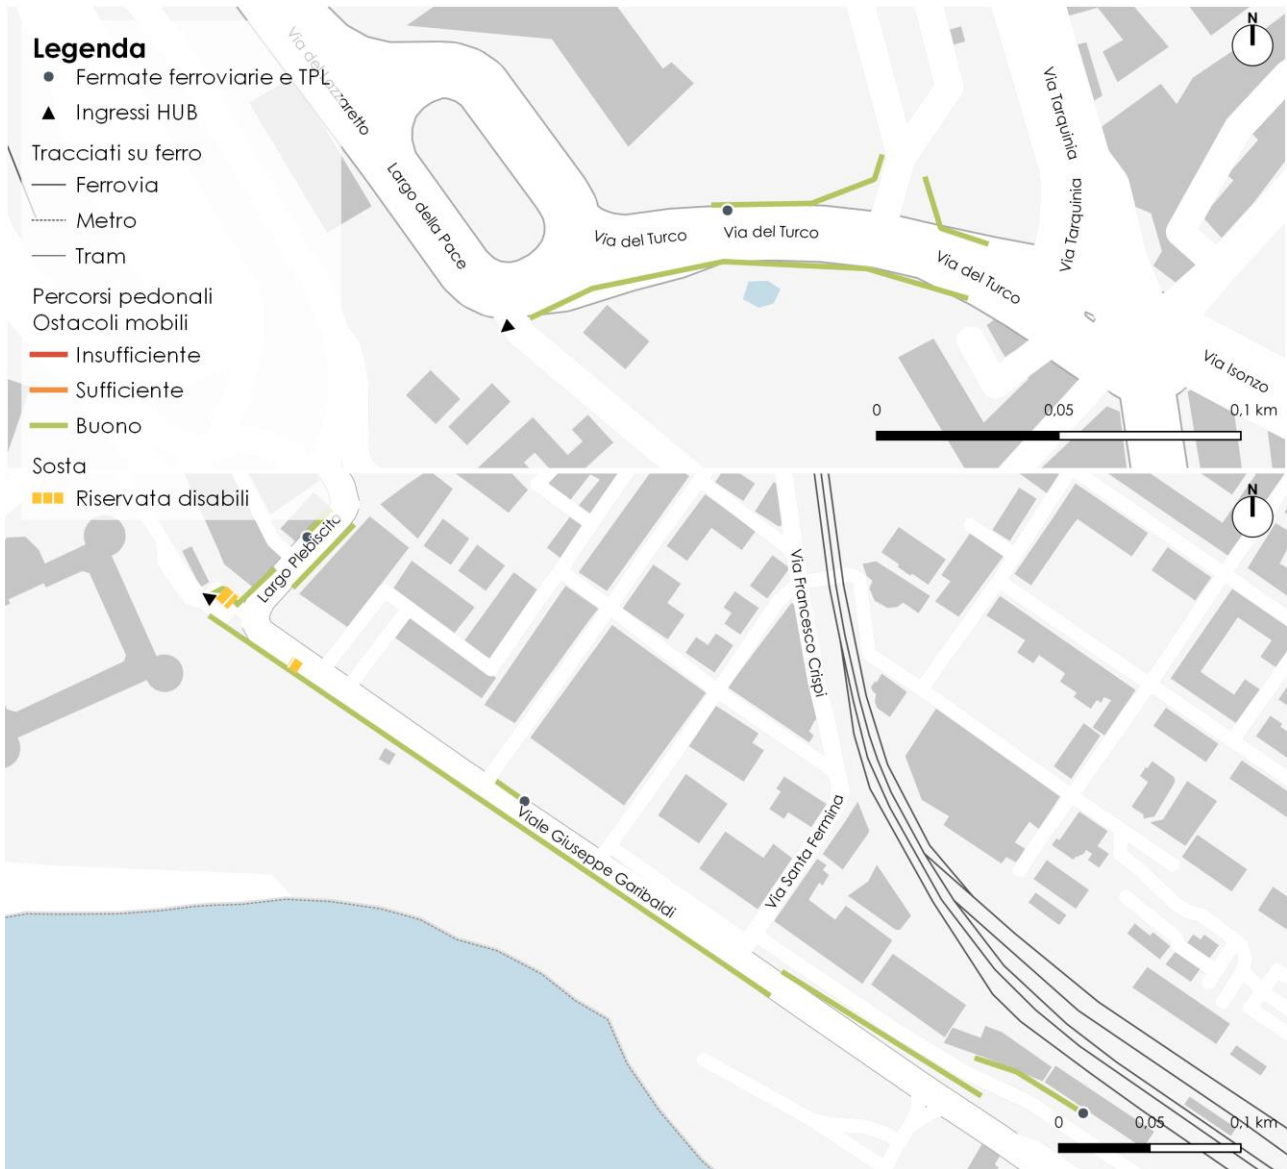 Legenda
Fermate ferroviarie e TPL
Ingressi HUB
Tracciati su ferro
Ferrovia
Metro
Tram
Percorsi pedonali
Ostacoli mobili
Insufficiente
Sufficiente
Buono
Sosta
Riservata disabili
Via del Lazzaretto
Largo della Pace
Via del Turco
Via del Turco
Via del Turco
Via Tarquinia
Via Tarquinia
Via Isonzo
N
0
0,05
0,1 km
N
Largo Plebiscito
Via Francesco Crispi
Viale Giuseppe Garibaldi
Via Santa Fermina
0
0,05
0,1 km